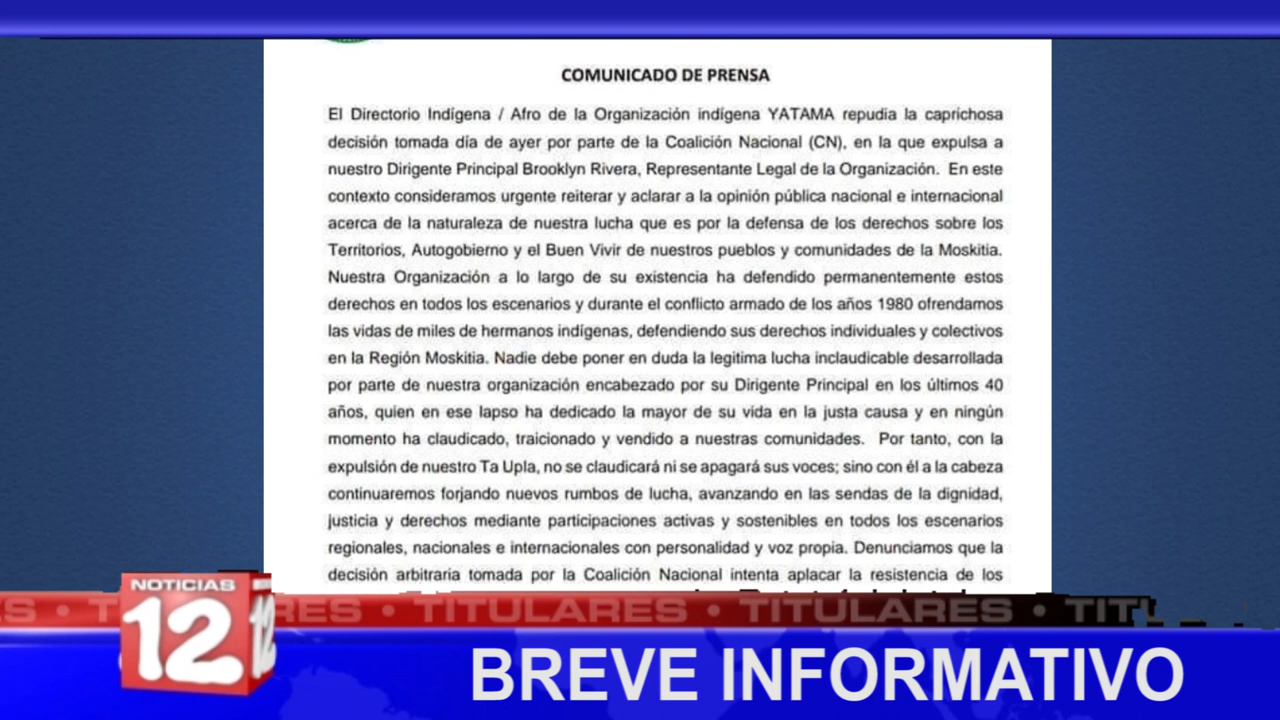 COMUNICADO DE PRENSA
El Directorio Indígena / Afro de la Organización indígena YATAMA repudia la caprichosa
decisión tomada día de ayer por parte de la Coalición Nacional (CN), en la que expulsa a
nuestro Dirigente Principal Brooklyn Rivera, Representante Legal de la Organización. En este
contexto consideramos urgente reiterar y aclarar a la opinión pública nacional e internacional
acerca de la naturaleza de nuestra lucha que es por la defensa de los derechos sobre los
Territorios, Autogobierno y el Buen Vivir de nuestros pueblos y comunidades de la Moskitia.
Nuestra Organización a lo largo de su existencia ha defendido permanentemente estos
derechos en todos los escenarios y durante el conflicto armado de los años 1980 ofrendamos
las vidas de miles de hermanos indígenas, defendiendo sus derechos individuales y colectivos
en la Región Moskitia. Nadie debe poner en duda la legitima lucha inclaudicable desarrollada
por parte de nuestra organización encabezado por su Dirigente Principal en los últimos 40
años, quien en ese lapso ha dedicado la mayor de su vida en la justa causa y en ningún
momento ha claudicado, traicionado y vendido a nuestras comunidades. Por tanto, con la
expulsión de nuestro Ta Upla, no se claudicará ni se apagará sus voces; sino con él a la cabeza
continuaremos forjando nuevos rumbos de lucha, avanzando en las sendas de la dignidad,
justicia y derechos mediante participaciones activas y sostenibles en todos los escenarios
regionales, nacionales e internacionales con personalidad y voz propia. Denunciamos que la
decisión arbitraria tomada por la Coalición Nacional intenta aplacar la resistencia de los
NOTICIAS
12
12
ES • T RES • TITULARES • TITULARES • TIT
BREVE INFORMATIVO